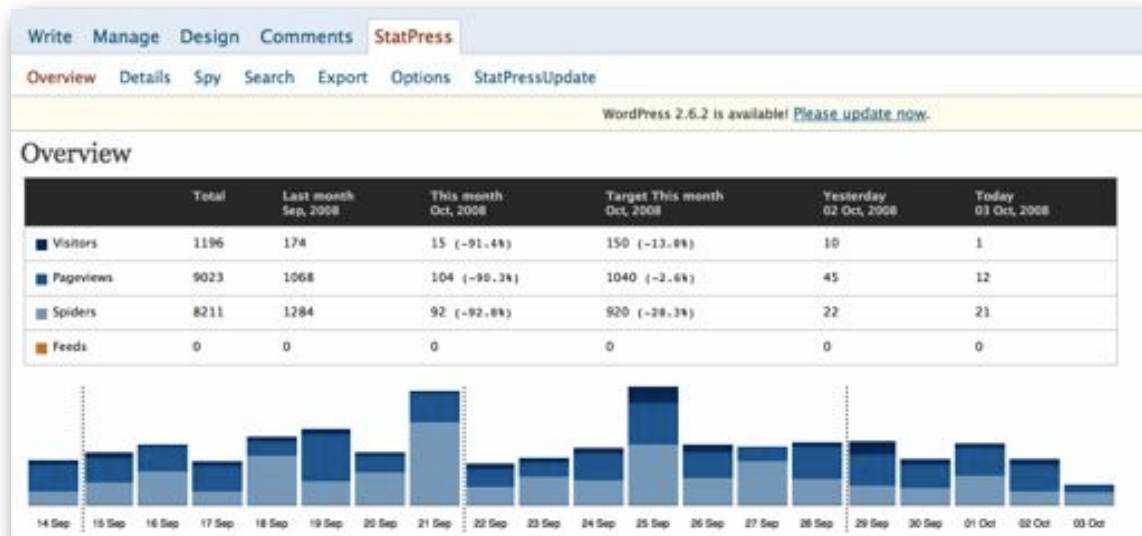 Write Manage Design Comments StatPress
Overview Details Spy Search Export Options StatPressUpdate
WordPress 2.6.2 is available! Please update now.
Overview
Total Last month This month Target This month Yesterday Today
Sep, 2008 Oct, 2008 Oct, 2008 02 Oct, 2008 03 Oct, 2008
Visitors 1196 174 15 (-91.4%) 150 (-13.8%) 10 1
Pageviews 9023 1068 104 (-90.3%) 1040 (-2.6%) 45 12
Spiders 8211 1284 92 (-92.8%) 920 (-28.3%) 22 21
Feeds 0 0 0 0 0 0
14 Sep 15 Sep 16 Sep 17 Sep 18 Sep 19 Sep 20 Sep 21 Sep 22 Sep 23 Sep 24 Sep 25 Sep 26 Sep 27 Sep 28 Sep 29 Sep 30 Sep 01 Oct 02 Oct 03 Oct